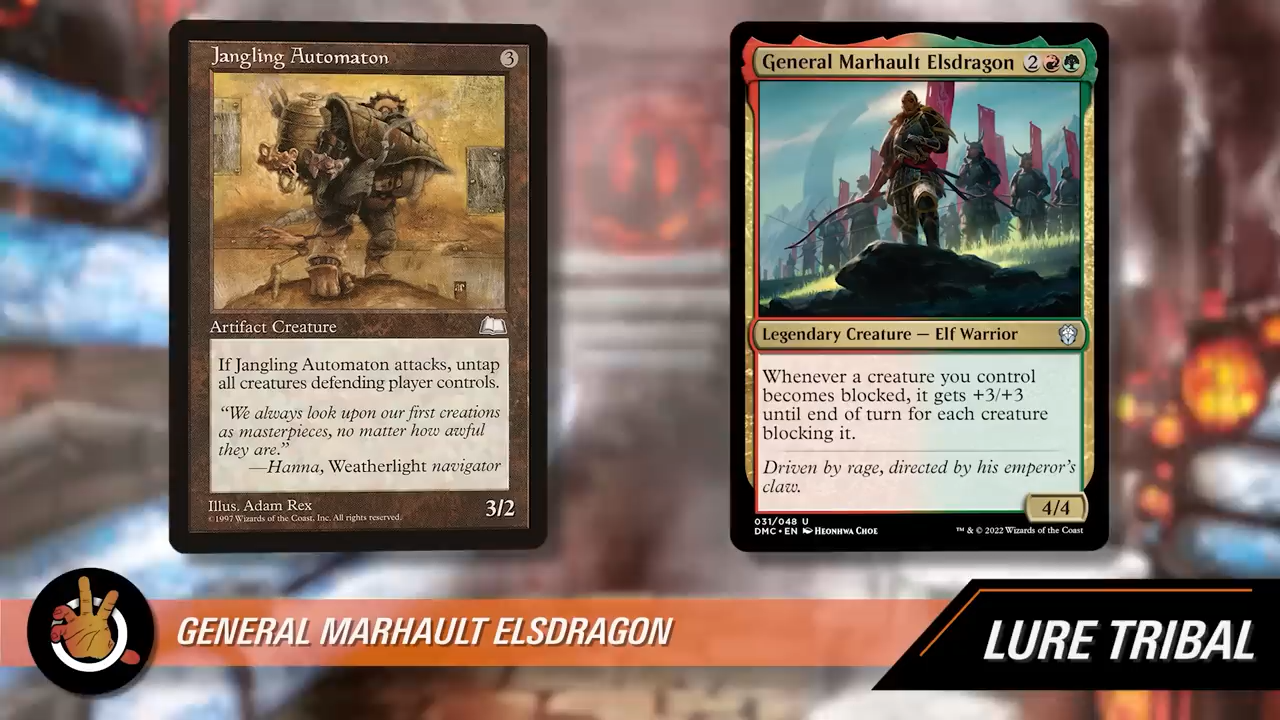 Jangling Automaton 3
Artifact Creature
If Jangling Automaton attacks, untap
all creatures defending player controls.
“We always look upon our first creations
as masterpieces, no matter how awful
they are.”
—Hanna, Weatherlight navigator
Illus. Adam Rex
©1997 Wizards of the Coast, Inc. All rights reserved.
3/2
General Marhault Elsdragon 2
Legendary Creature — Elf Warrior
Whenever a creature you control
becomes blocked, it gets +3/+3
until end of turn for each creature
blocking it.
Driven by rage, directed by his emperor’s
claw.
4/4
031/048 U
DMC • EN Heonhwa Choe
™ & © 2022 Wizards of the Coast
GENERAL MARHAULT ELSDRAGON
LURE TRIBAL